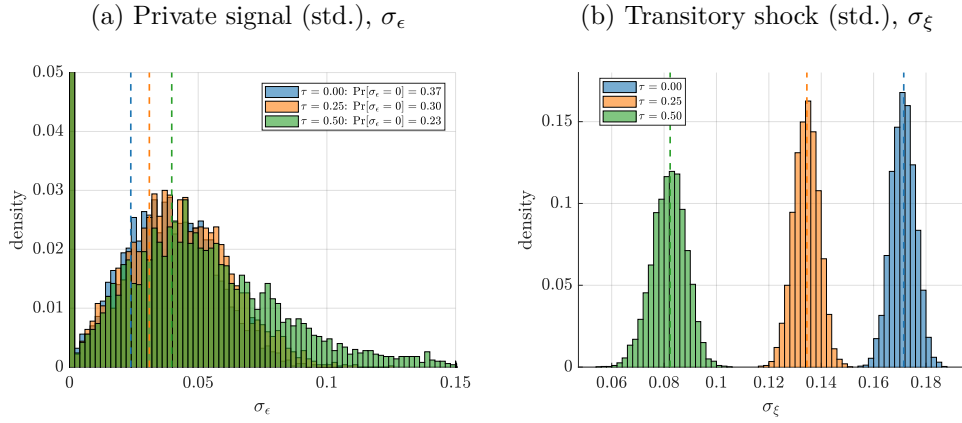 (a) Private signal (std.), σ_ϵ
0.05
0.04
0.03
0.02
0.01
0
density
τ = 0.00: Pr[σ_ϵ = 0] = 0.37
τ = 0.25: Pr[σ_ϵ = 0] = 0.30
τ = 0.50: Pr[σ_ϵ = 0] = 0.23
0
0.05
0.1
0.15
σ_ϵ
(b) Transitory shock (std.), σ_ξ
0.15
0.1
0.05
0
density
τ = 0.00
τ = 0.25
τ = 0.50
0.06
0.08
0.1
0.12
0.14
0.16
0.18
σ_ξ